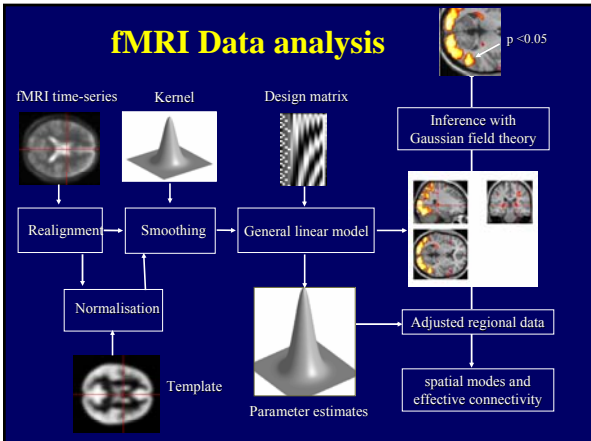 fMRI Data analysis
p <0.05
fMRI time-series
Kernel
Design matrix
Inference with
Gaussian field theory
Realignment
Smoothing
General linear model
Normalisation
Adjusted regional data
Template
Parameter estimates
spatial modes and
effective connectivity